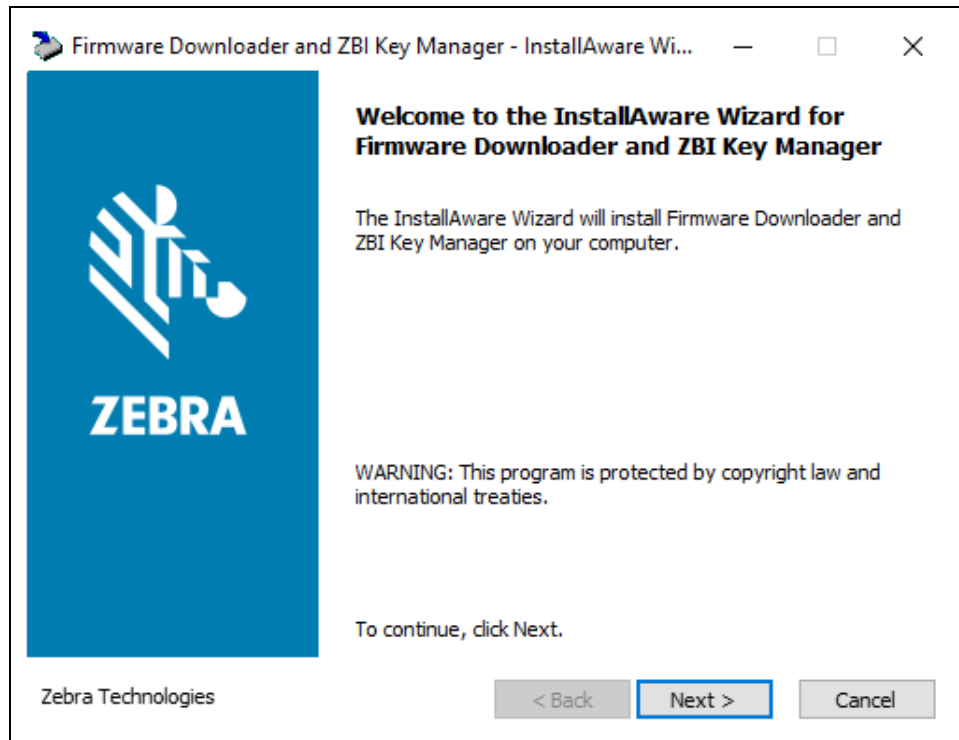 Firmware Downloader and ZBI Key Manager - InstallAware Wi...
Welcome to the InstallAware Wizard for
Firmware Downloader and ZBI Key Manager
The InstallAware Wizard will install Firmware Downloader and
ZBI Key Manager on your computer.
ZEBRA
WARNING: This program is protected by copyright law and
international treaties.
To continue, click Next.
Zebra Technologies
< Back
Next >
Cancel